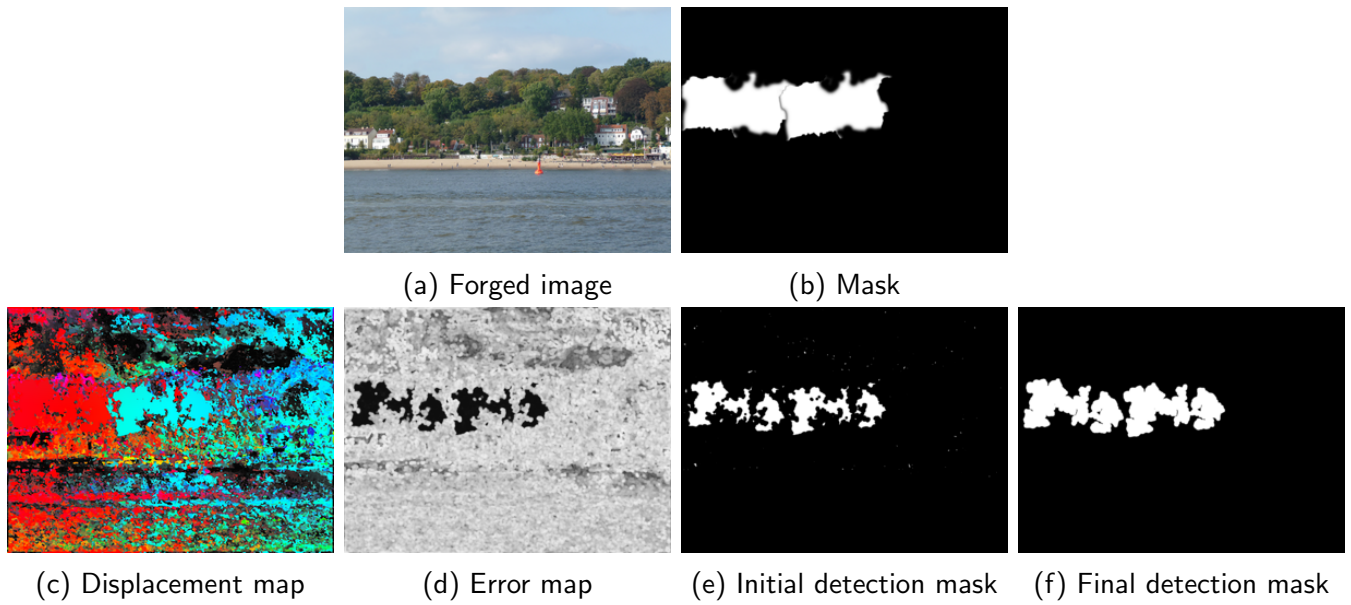 (a) Forged image
(b) Mask
(c) Displacement map
(d) Error map
(e) Initial detection mask
(f) Final detection mask